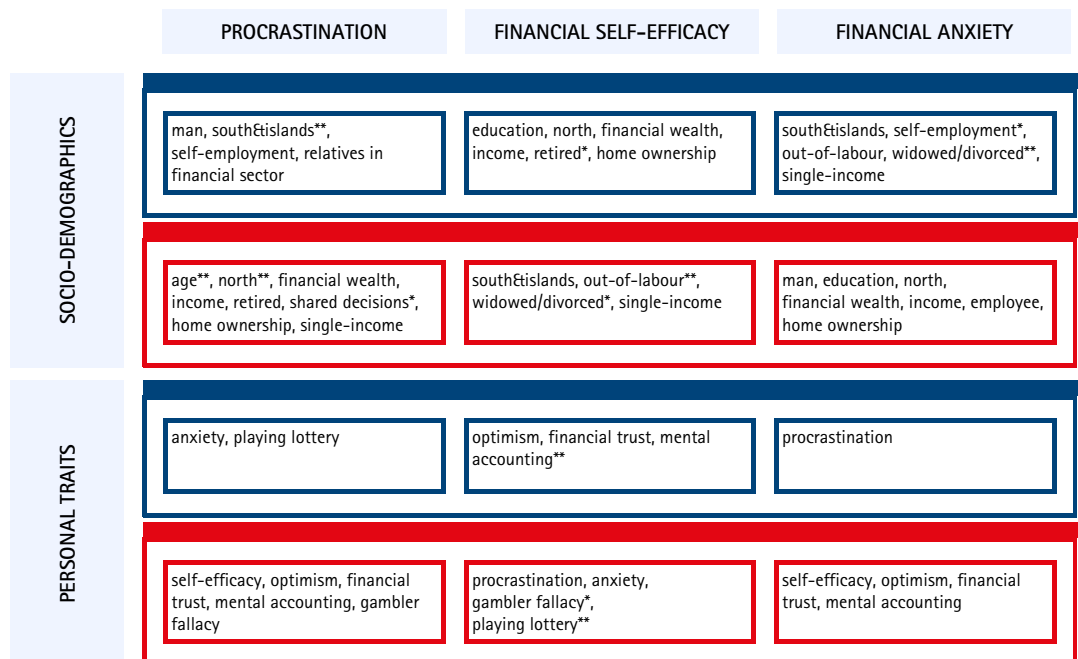 PROCRASTINATION
FINANCIAL SELF-EFFICACY
FINANCIAL ANXIETY
SOCIO-DEMOGRAPHICS
man, south&islands**,
self-employment, relatives in
financial sector
education, north, financial wealth,
income, retired*, home ownership
south&islands, self-employment*,
out-of-labour, widowed/divorced**,
single-income
age**, north**, financial wealth,
income, retired, shared decisions*,
home ownership, single-income
south&islands, out-of-labour**,
widowed/divorced*, single-income
man, education, north,
financial wealth, income, employee,
home ownership
PERSONAL TRAITS
anxiety, playing lottery
optimism, financial trust, mental
accounting**
procrastination
self-efficacy, optimism, financial
trust, mental accounting, gambler
fallacy
procrastination, anxiety,
gambler fallacy*,
playing lottery**
self-efficacy, optimism, financial
trust, mental accounting